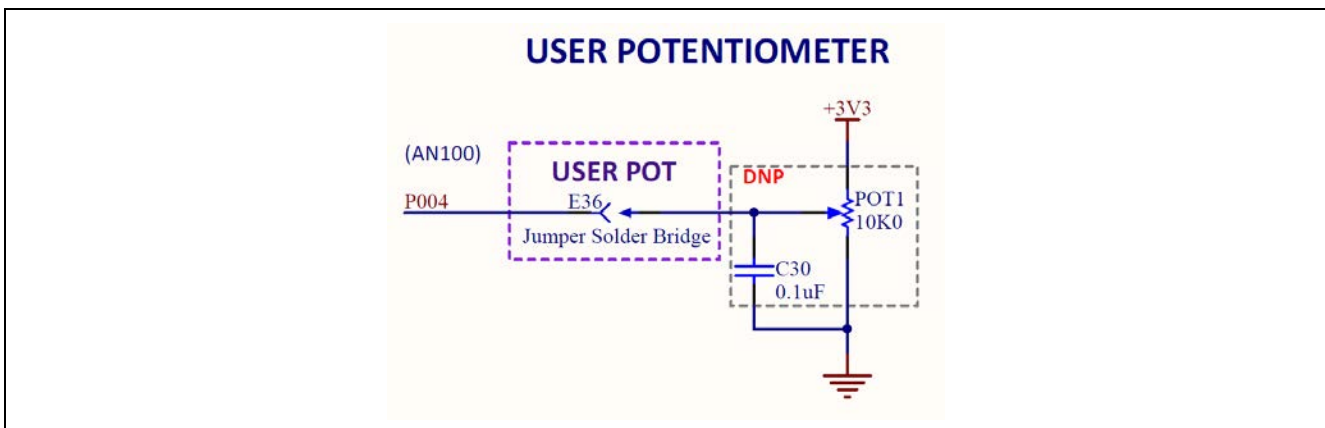 USER POTENTIOMETER
+3V3
(AN100)
USER POT
DNP
P004
E36
POT1
10K0
Jumper Solder Bridge
C30
0.1uF